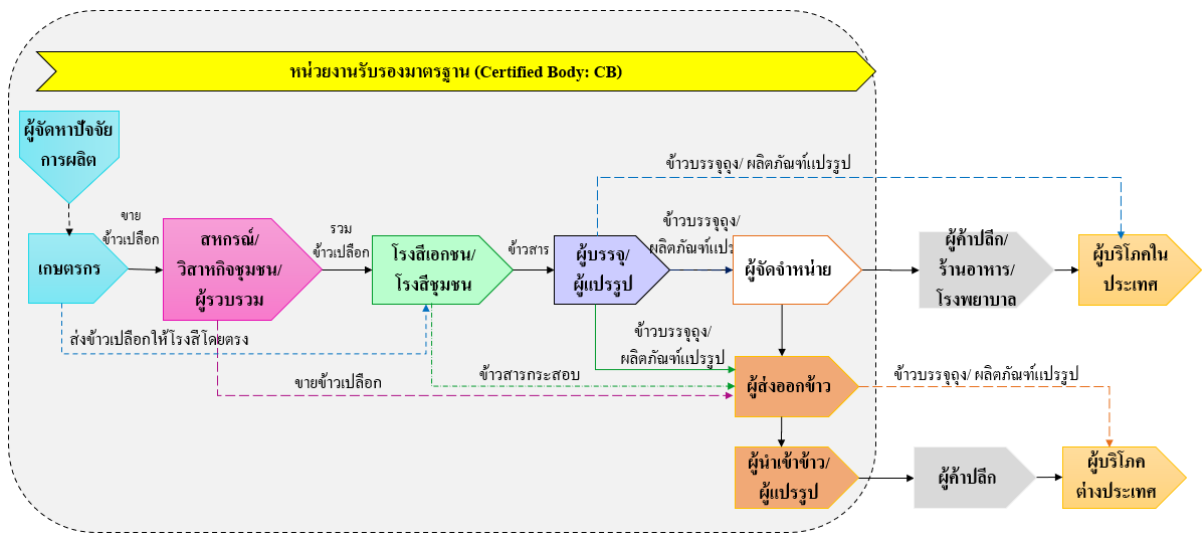 หน่วยงานรับรองมาตรฐาน (Certified Body: CB)
ผู้จัดหาปัจจัย
การผลิต
ข้าวบรรจุถุง/ ผลิตภัณฑ์แปรรูป
ขาย
ข้าวเปลือก
รวม
ข้าวเปลือก
ข้าวสาร
ข้าวบรรจุถุง/
ผลิตภัณฑ์แปรรูป
เกษตรกร
สหกรณ์/
วิสาหกิจชุมชน/
ผู้รวบรวม
โรงสีเอกชน/
โรงสีชุมชน
ผู้บรรจุ/
ผู้แปรรูป
ผู้จัดจำหน่าย
ผู้ค้าปลีก/
ร้านอาหาร/
โรงพยาบาล
ผู้บริโภคใน
ประเทศ
ส่งข้าวเปลือกให้โรงสีโดยตรง
ข้าวบรรจุถุง/
ผลิตภัณฑ์แปรรูป
ข้าวสารกระสอบ
ขายข้าวเปลือก
ผู้ส่งออกข้าว
ข้าวบรรจุถุง/ ผลิตภัณฑ์แปรรูป
ผู้นำเข้าข้าว/
ผู้แปรรูป
ผู้ค้าปลีก
ผู้บริโภค
ต่างประเทศ